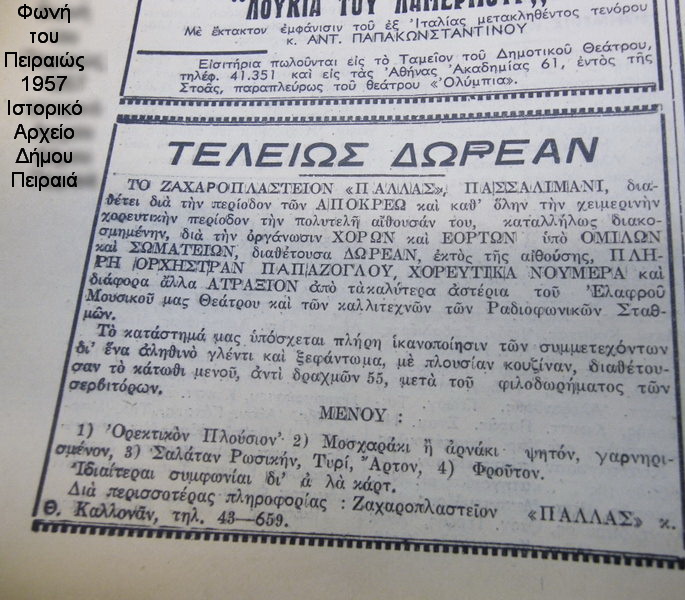 Φωνή
του
Πειραιώς
1957
Ιστορικό
Αρχείο
Δήμου
Πειραιά
"ΛΟΥΚΙΑ ΤΟΥ ΛΑΜΕΡΜΟΥΡ"
Μὲ ἔκτακτον ἐμφάνισιν τοῦ ἐξ Ἰταλίας μετακληθέντος τενόρου
κ. ΑΝΤ. ΠΑΠΑΚΩΝΣΤΑΝΤΙΝΟΥ
Εἰσιτήρια πωλοῦνται εἰς τὸ Ταμεῖον τοῦ Δημοτικοῦ Θεάτρου,
τηλέφ. 41.351 καὶ εἰς τὰς Ἀθήνας, Ἀκαδημίας 61, ἐντὸς τῆς
Στοᾶς, παραπλεύρως τοῦ θεάτρου «Ὀλύμπια».
ΤΕΛΕΙΩΣ ΔΩΡΕΑΝ
ΤΟ ΖΑΧΑΡΟΠΛΑΣΤΕΙΟΝ «ΠΑΛΛΑΣ», ΠΑΣΣΑΛΙΜΑΝΙ, δια-
θέτει διὰ τὴν περίοδον τῶν ΑΠΟΚΡΕΩ καὶ καθ' ὅλην τὴν χειμερινὴν
χορευτικὴν περίοδον τὴν πολυτελῆ αἴθουσάν του, καταλλήλως διακο-
σμημένην, διὰ τὴν ὀργάνωσιν ΧΟΡΩΝ καὶ ΕΟΡΤΩΝ ὑπὸ ΟΜΙΛΩΝ
καὶ ΣΩΜΑΤΕΙΩΝ, διαθέτουσα ΔΩΡΕΑΝ, ἐκτὸς τῆς αἰθούσης, ΠΛΗ-
ΡΗ ΟΡΧΗΣΤΡΑΝ ΠΑΠΑΖΟΓΛΟΥ, ΧΟΡΕΥΤΙΚΑ ΝΟΥΜΕΡΑ καὶ
διάφορα ἄλλα ΑΤΡΑΞΙΟΝ ἀπὸ τὰ καλύτερα ἀστέρια τοῦ Ἐλαφροῦ
Μουσικοῦ μας Θεάτρου καὶ τῶν καλλιτεχνῶν τῶν Ραδιοφωνικῶν Σταθ-
μῶν.
Τὸ κατάστημά μας ὑπόσχεται πλήρη ἱκανοποίησιν τῶν συμμετεχόντων
δι' ἕνα ἀληθινὸ γλέντι καὶ ξεφάντωμα, μὲ πλουσίαν κουζίναν, διαθέτου-
σαν τὸ κάτωθι μενοῦ, ἀντὶ δραχμῶν 55, μετὰ τοῦ φιλοδωρήματος τῶν
σερβιτόρων.
ΜΕΝΟΥ :
1) Ὀρεκτικὸν Πλούσιον 2) Μοσχαράκι ἢ ἀρνάκι ψητόν, γαρνηρι-
σμένον, 3) Σαλάταν Ρωσικήν, Τυρί, Ἄρτον, 4) Φροῦτον.
Ἰδιαίτεραι συμφωνίαι δι' ἀ λὰ κάρτ.
Διὰ περισσοτέρας πληροφορίας : Ζαχαροπλαστεῖον «ΠΑΛΛΑΣ» κ.
Θ. Καλλονᾶν, τηλ. 43—659.